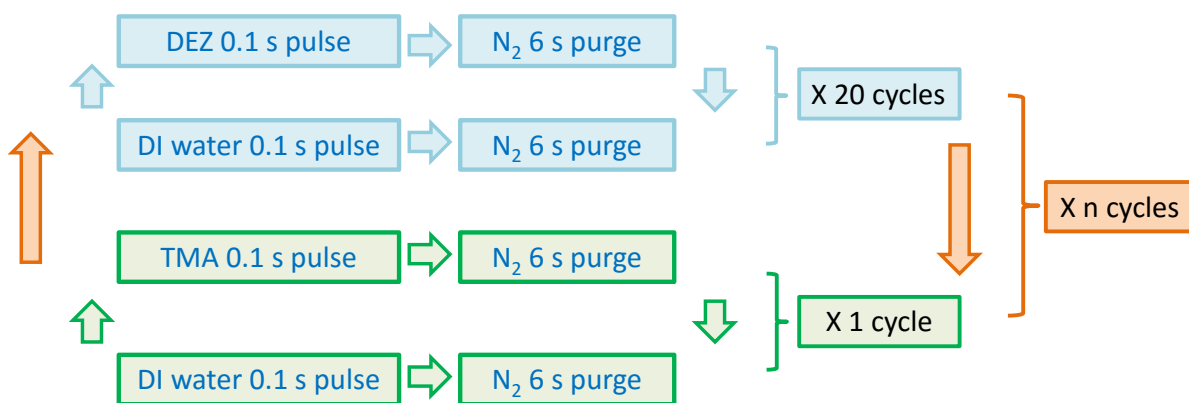 DEZ 0.1 s pulse
N₂ 6 s purge
X 20 cycles
DI water 0.1 s pulse
N₂ 6 s purge
X n cycles
TMA 0.1 s pulse
N₂ 6 s purge
X 1 cycle
DI water 0.1 s pulse
N₂ 6 s purge